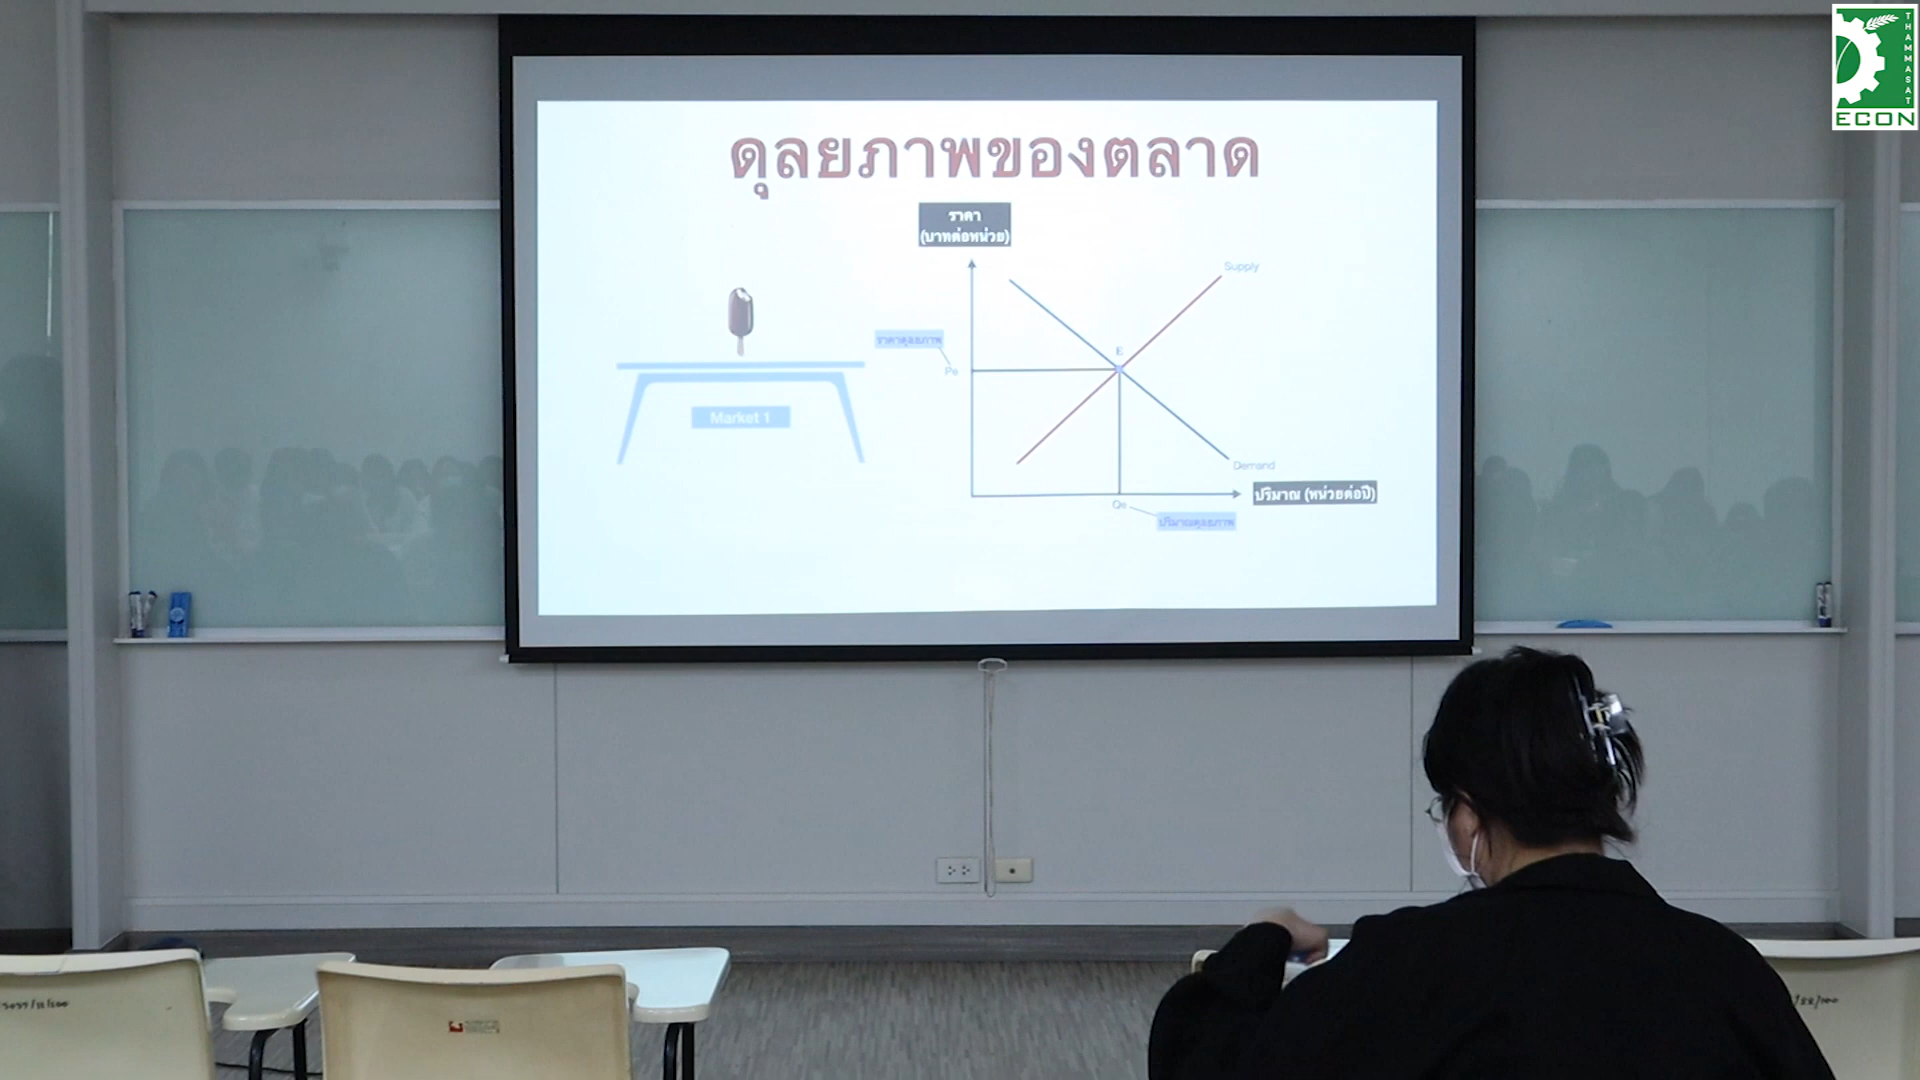 ดุลยภาพของตลาด
ราคา
(บาทต่อหน่วย)
Supply
ราคาดุลยภาพ
E
Pe
Market 1
Demand
ปริมาณ (หน่วยต่อปี)
Qe
ปริมาณดุลยภาพ
THAMMASAT
ECON